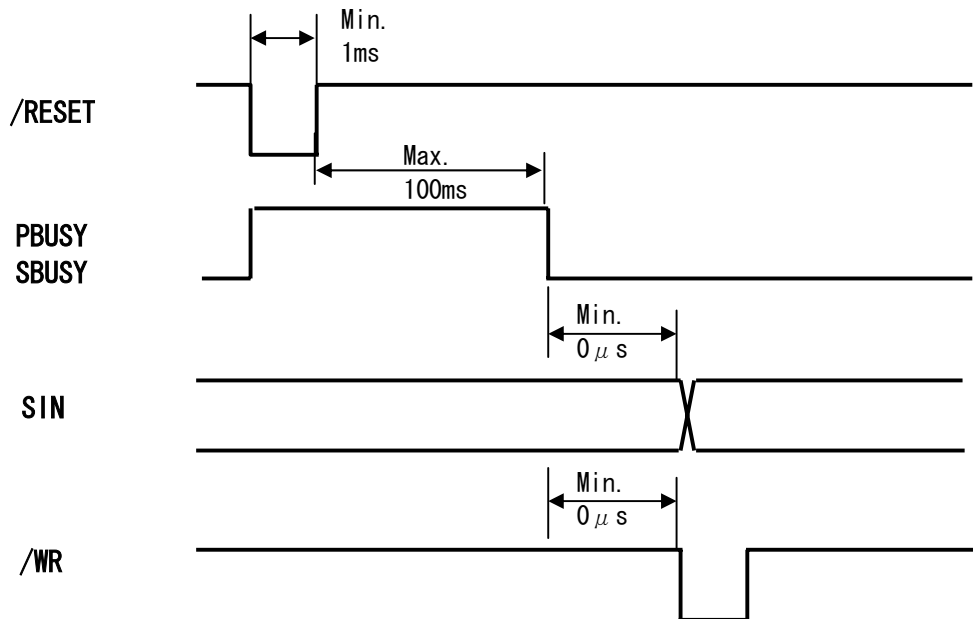 Min.
1ms
/RESET
Max.
100ms
PBUSY
SBUSY
Min.
0μs
SIN
Min.
0μs
/WR